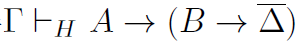 Γ ⊢_H A → (B → \overline{Δ})